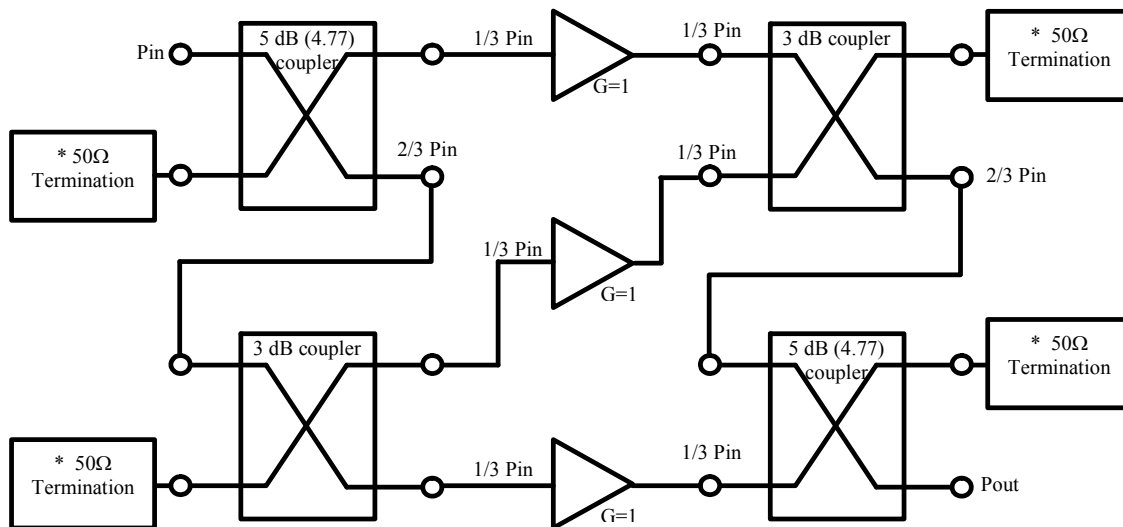 Pin
5 dB (4.77)
coupler
1/3 Pin
G=1
1/3 Pin
3 dB coupler
* 50Ω
Termination
* 50Ω
Termination
2/3 Pin
1/3 Pin
2/3 Pin
1/3 Pin
G=1
3 dB coupler
5 dB (4.77)
coupler
* 50Ω
Termination
* 50Ω
Termination
1/3 Pin
G=1
1/3 Pin
Pout